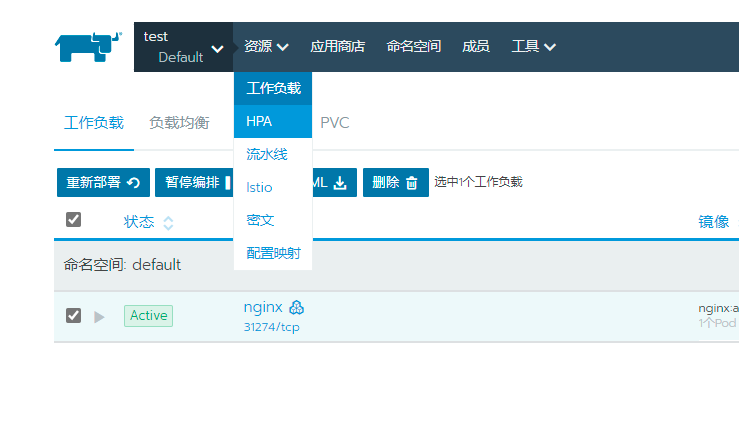 test
Default
资源
应用商店
命名空间
成员
工具
工作负载
HPA
流水线
Istio
密文
配置映射
工作负载
负载均衡
PVC
重新部署
暂停编排
ML
删除
选中1个工作负载
状态
镜像
命名空间: default
Active
nginx
31274/tcp
nginx:a
1个Pod